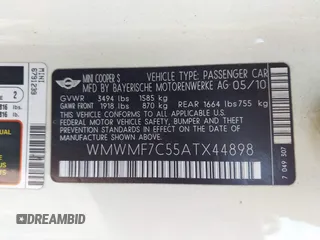 MINI COOPER S
VEHICLE TYPE: PASSENGER CAR
MFD BY BAYERISCHE MOTORENWERKE AG 05/10
GVWR 3494 lbs 1585 kg
GAWR FRONT 1918 lbs 870 kg REAR 1664 lbs 755 kg
THIS VEHICLE CONFORMS TO ALL APPLICABLE
FEDERAL MOTOR VEHICLE SAFETY, BUMPER,
AND THEFT PREVENTION STANDARDS IN EFFECT
ON THE DATE OF MANUFACTURE SHOWN ABOVE
WMWMF7C55ATX44898
7 049 307
MINI
6791239
2
DREAMBID